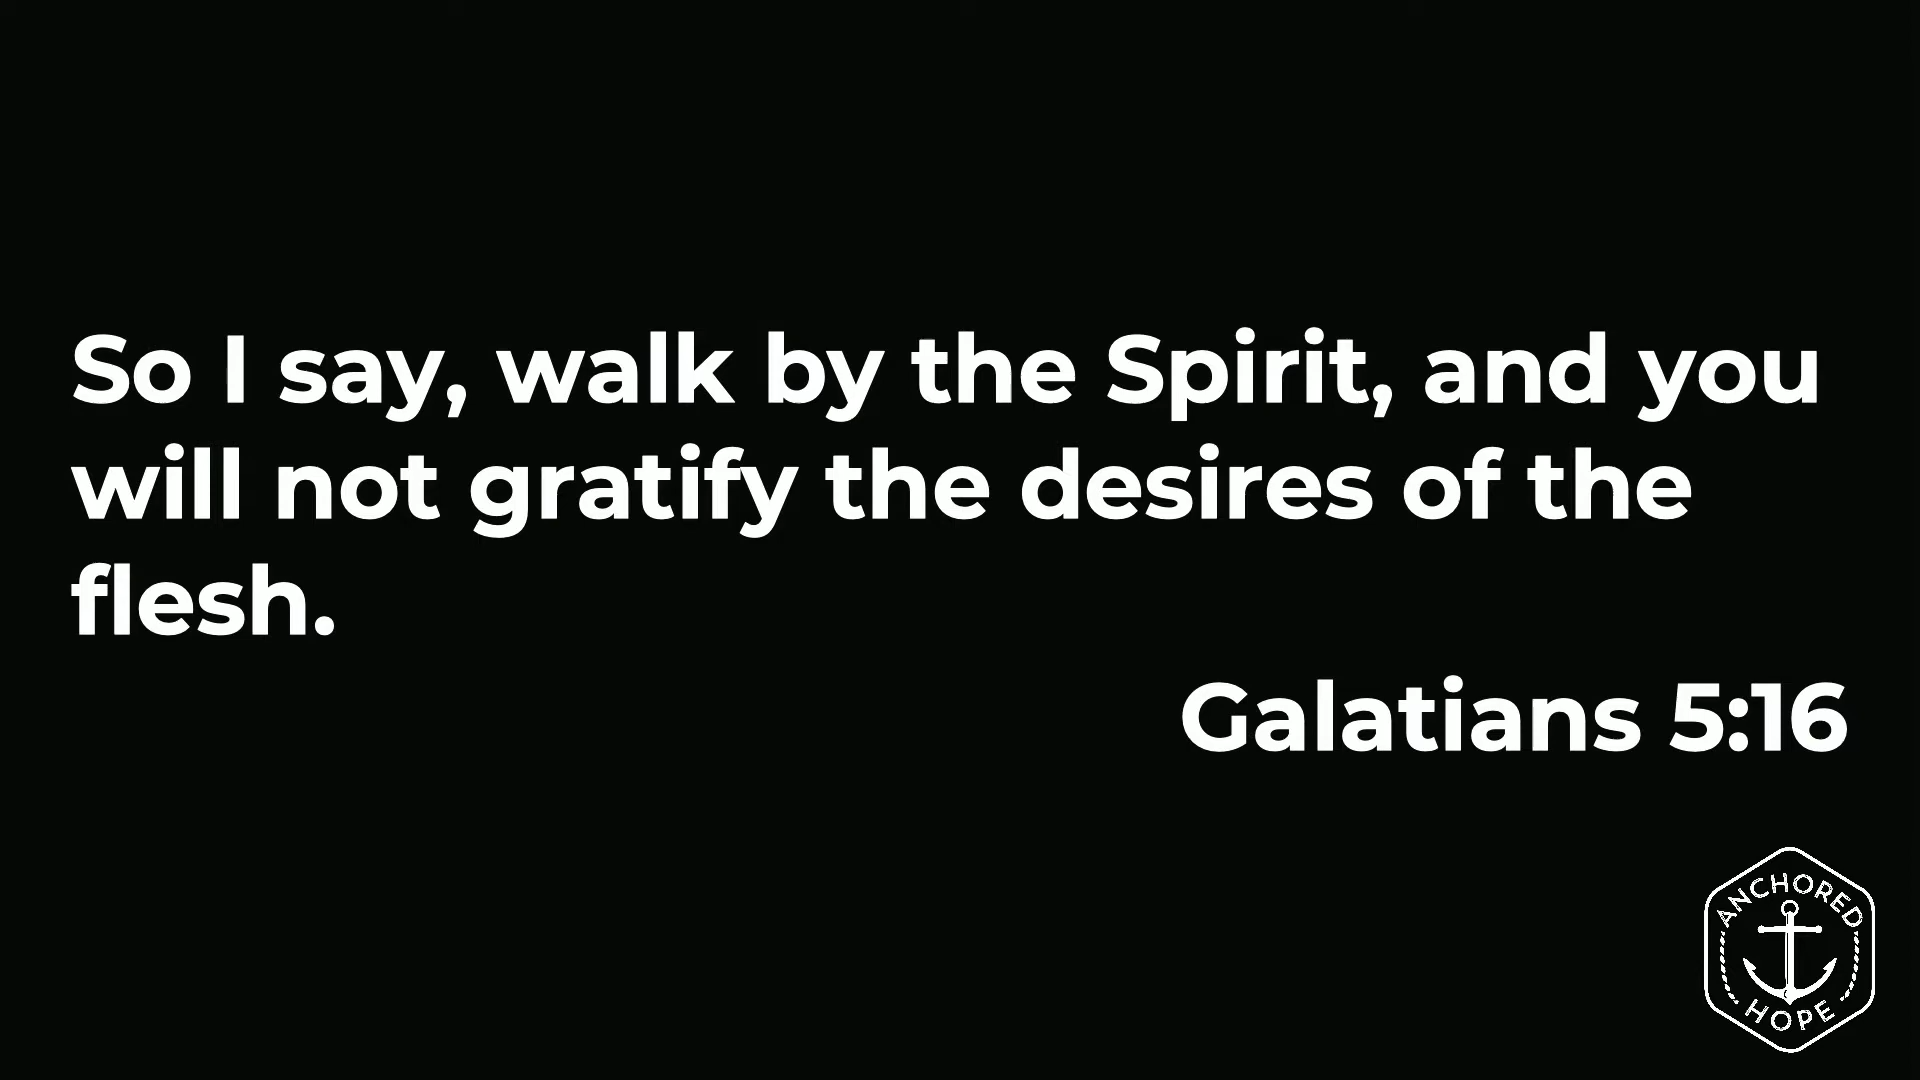 So I say, walk by the Spirit, and you
will not gratify the desires of the
flesh.
Galatians 5:16
ANCHORED
HOPE